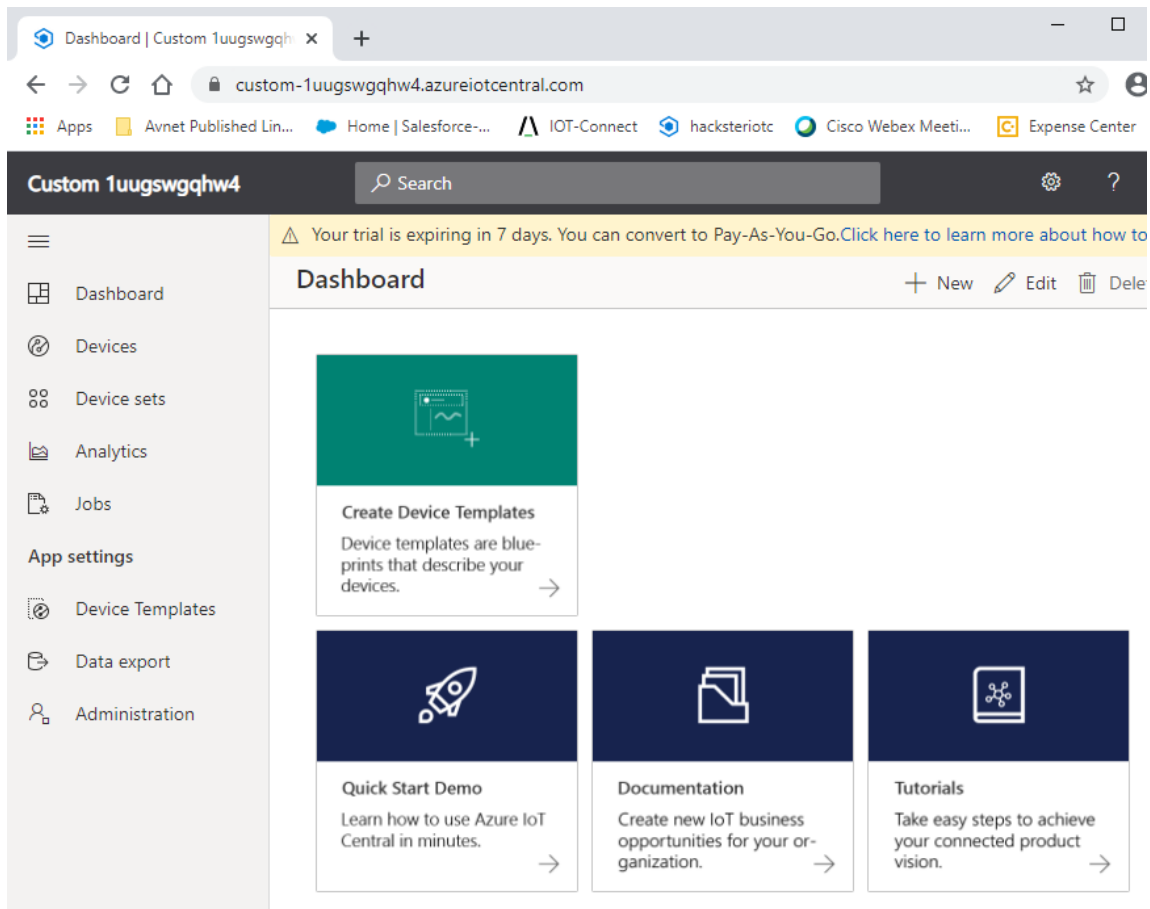 Dashboard | Custom 1uugswgqh
custom-1uugswgqhw4.azureiotcentral.com
Apps Avnet Published Lin... Home | Salesforce-... IOT-Connect hacksteriotc Cisco Webex Meeti... Expense Center
Custom 1uugswgqhw4
Search
?
Your trial is expiring in 7 days. You can convert to Pay-As-You-Go.Click here to learn more about how to
Dashboard
New Edit Dele
Dashboard
Devices
Device sets
Analytics
Jobs
App settings
Device Templates
Data export
Administration
Create Device Templates
Device templates are blue-
prints that describe your
devices.
Quick Start Demo
Learn how to use Azure IoT
Central in minutes.
Documentation
Create new IoT business
opportunities for your or-
ganization.
Tutorials
Take easy steps to achieve
your connected product
vision.